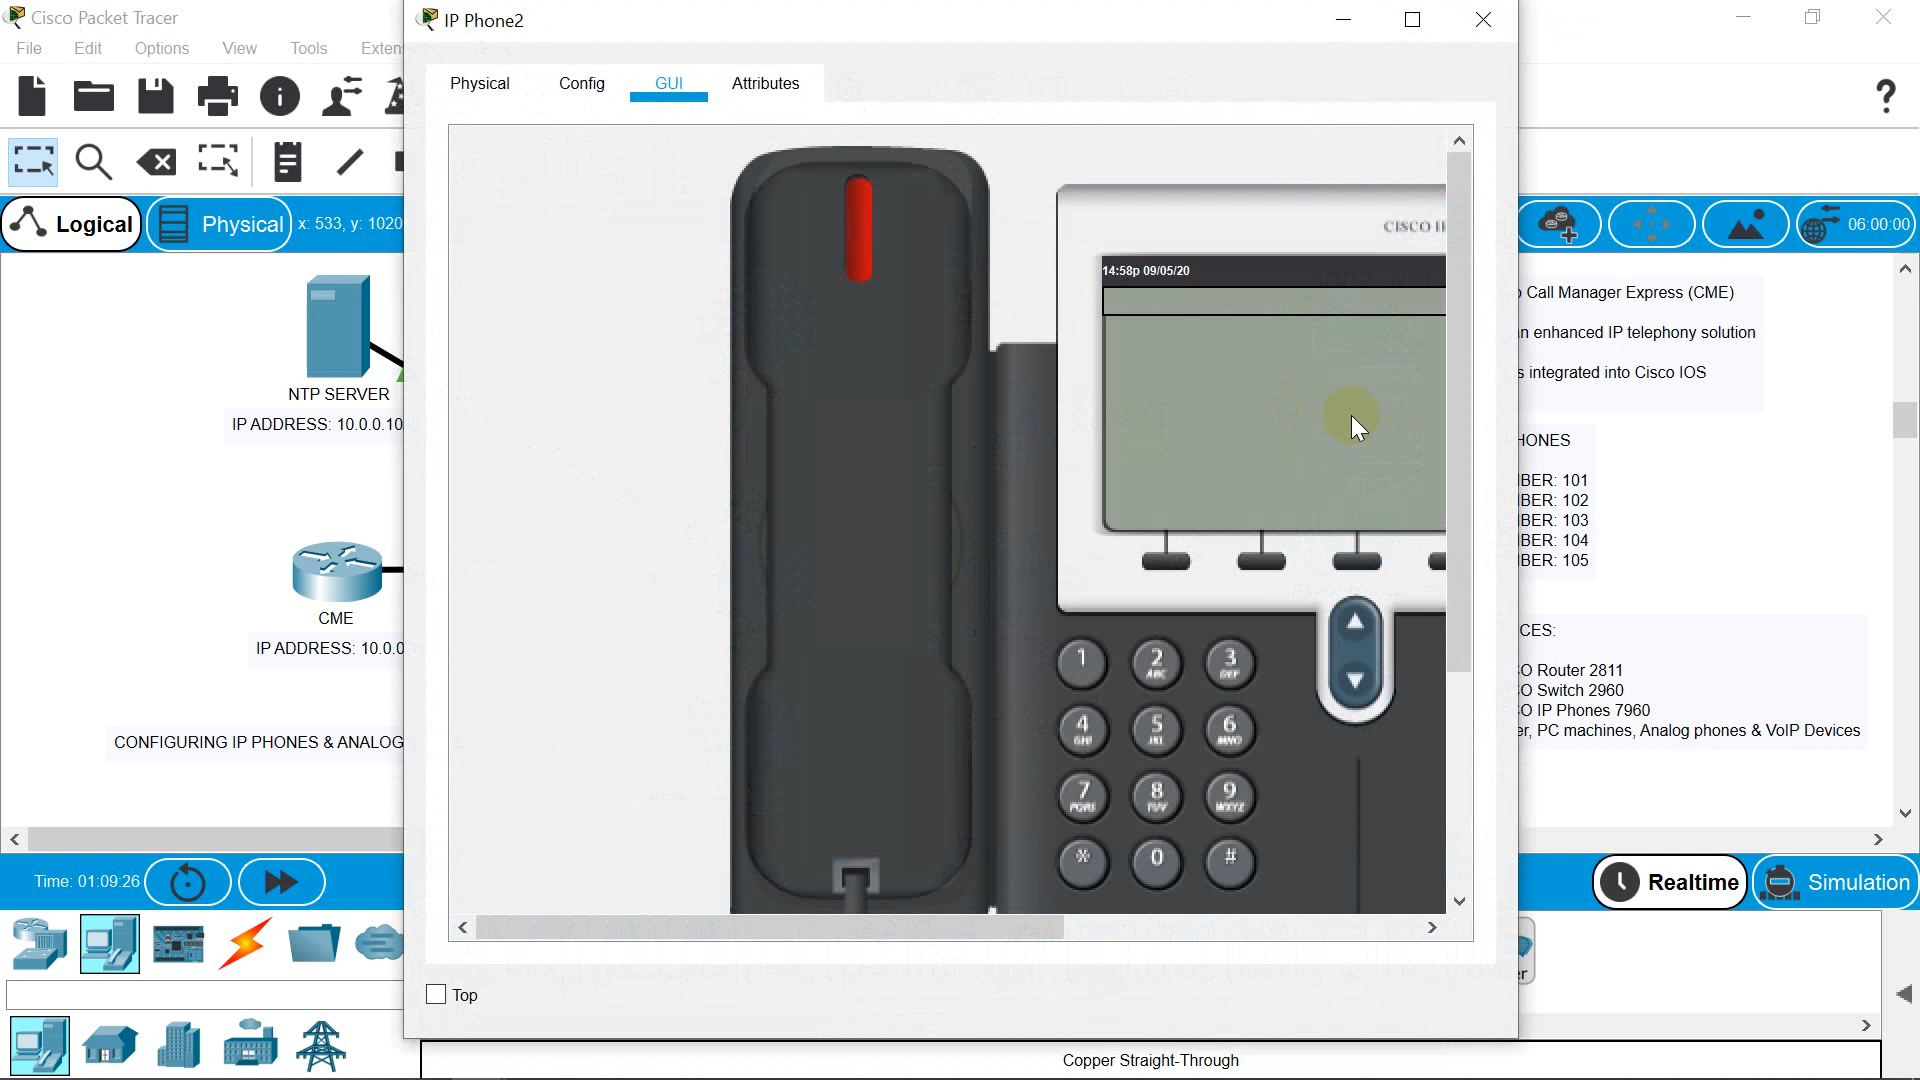 Cisco Packet Tracer
IP Phone2
File Edit Options View Tools Exten
Physical Config GUI Attributes
Logical
Physical
x: 533, y: 1020
06:00:00
CISCO IP
14:58p 09/05/20
NTP SERVER
IP ADDRESS: 10.0.0.10
CME
IP ADDRESS: 10.0.0
CONFIGURING IP PHONES & ANALOG
Call Manager Express (CME)
n enhanced IP telephony solution
s integrated into Cisco IOS
HONES
BER: 101
BER: 102
BER: 103
BER: 104
BER: 105
CES:
O Router 2811
O Switch 2960
O IP Phones 7960
er, PC machines, Analog phones & VoIP Devices
1 2 ABC 3 DEF
4 GHI 5 JKL 6 MNO
7 PQRS 8 TUV 9 WXYZ
* 0 #
Time: 01:09:26
Realtime
Simulation
Top
Copper Straight-Through